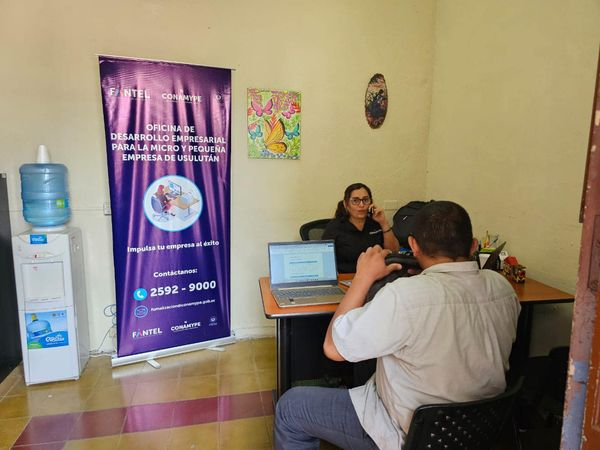 FANTEL
CONAMYPE
OFICINA DE
DESARROLLO EMPRESARIAL
PARA LA MICRO Y PEQUEÑA
EMPRESA DE USULUTÁN
Impulsa tu empresa al éxito
Contáctanos:
2592 - 9000
FANTEL
CONAMYPE